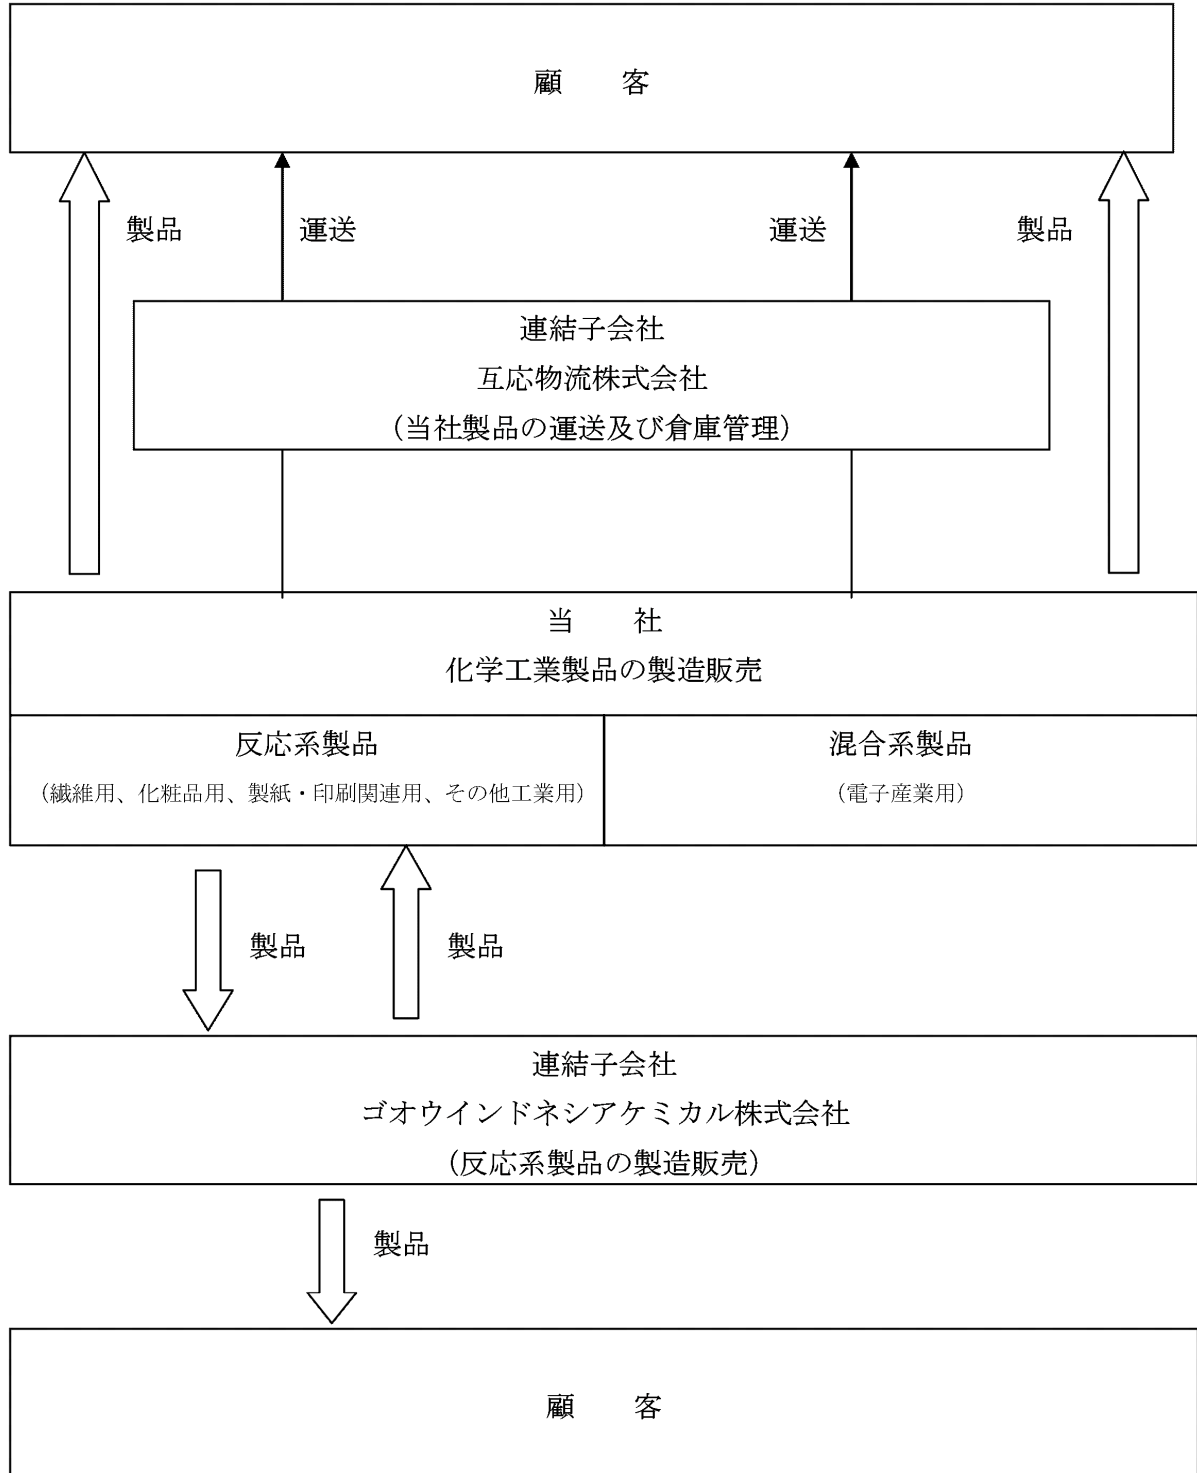 顧　　客
製品
運送
運送
製品
連結子会社
互応物流株式会社
(当社製品の運送及び倉庫管理)
当　　社
化学工業製品の製造販売
反応系製品
(繊維用、化粧品用、製紙・印刷関連用、その他工業用)
混合系製品
(電子産業用)
製品
製品
連結子会社
ゴオウインドネシアケミカル株式会社
(反応系製品の製造販売)
製品
顧　　客